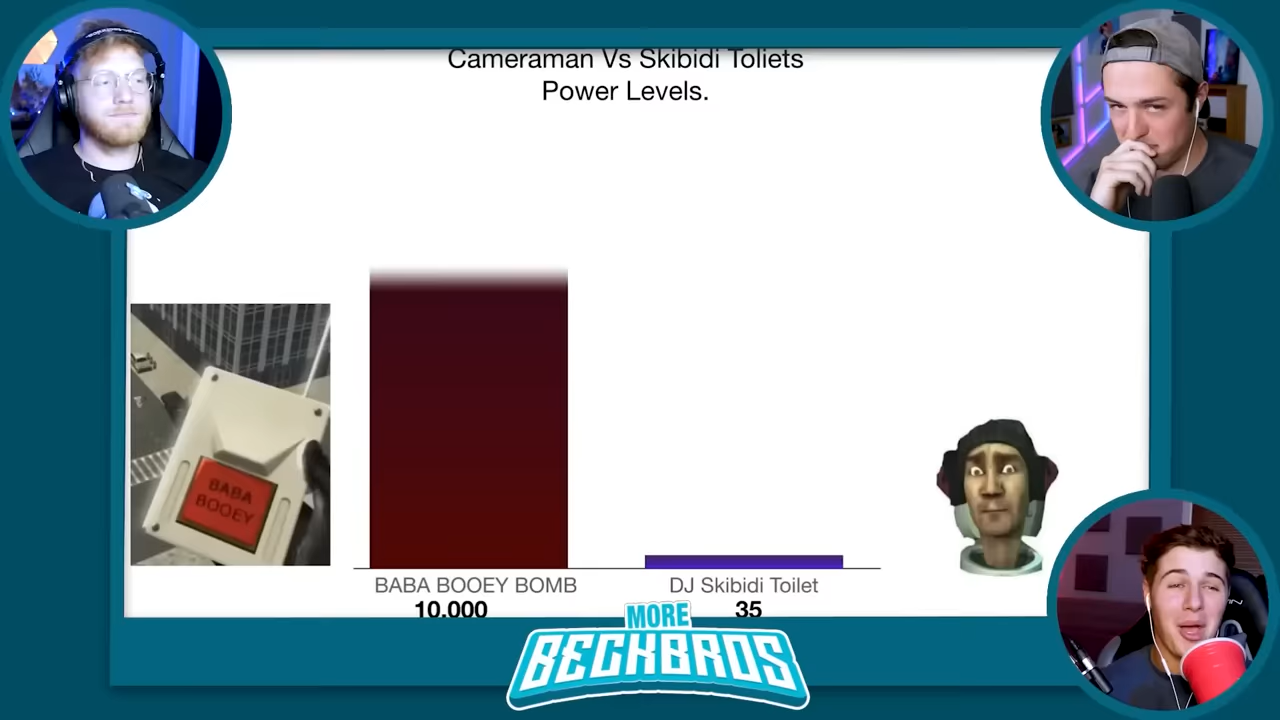 Cameraman Vs Skibidi Toliets
Power Levels.
BABA
BOOEY
BABA BOOEY BOMB
DJ Skibidi Toilet
10,000
35
MORE
BECKBROS